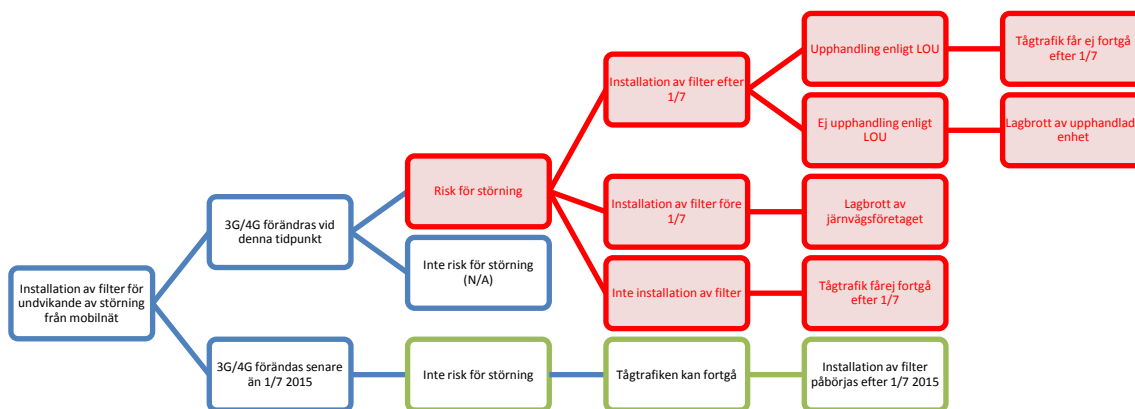 Installation av filter för
undvikande av störning
från mobilnät
3G/4G förändras vid
denna tidpunkt
Risk för störning
Installation av filter efter
1/7
Upphandling enligt LOU
Tågtrafik får ej fortgå
efter 1/7
Ej upphandling enligt
LOU
Lagbrott av upphandlad
enhet
Installation av filter före
1/7
Lagbrott av
järnvägsföretaget
Inte installation av filter
Tågtrafik fårej fortgå
efter 1/7
Inte risk för störning
(N/A)
3G/4G förändas senare
än 1/7 2015
Inte risk för störning
Tågtrafiken kan fortgå
Installation av filter
påbörjas efter 1/7 2015